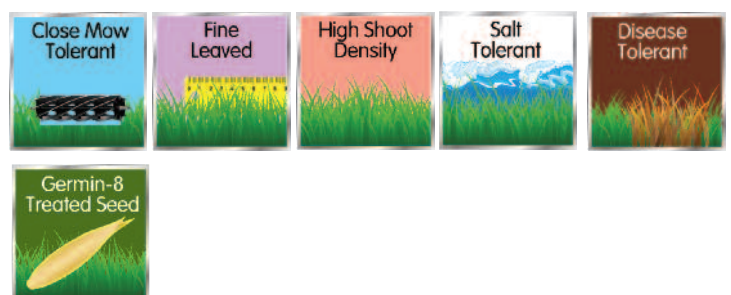 Close Mow
Tolerant
Fine
Leaved
High Shoot
Density
Salt
Tolerant
Disease
Tolerant
Germin-8
Treated Seed